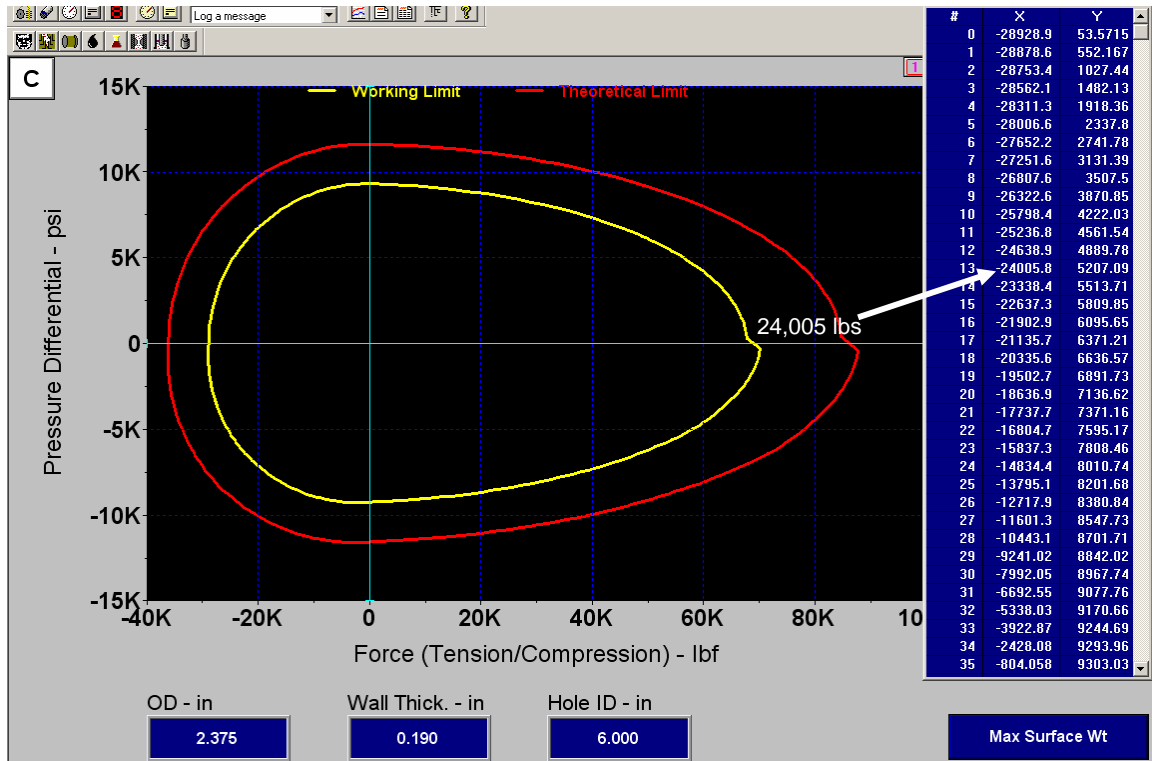 Log a message
C
1
Working Limit Theoretical Limit
15K
10K
5K
0
-5K
-10K
-15K
Pressure Differential - psi
-40K -20K 0 20K 40K 60K 80K 10
Force (Tension/Compression) - lbf
24,005 lbs
# X Y
0 -28928.9 53.5715
1 -28878.6 552.167
2 -28753.4 1027.44
3 -28562.1 1482.13
4 -28311.3 1918.36
5 -28006.6 2337.8
6 -27652.2 2741.78
7 -27251.6 3131.39
8 -26807.6 3507.5
9 -26322.6 3870.85
10 -25798.4 4222.03
11 -25236.8 4561.54
12 -24638.9 4889.78
13 -24005.8 5207.09
14 -23338.4 5513.71
15 -22637.3 5809.85
16 -21902.9 6095.65
17 -21135.7 6371.21
18 -20335.6 6636.57
19 -19502.7 6891.73
20 -18636.9 7136.62
21 -17737.7 7371.16
22 -16804.7 7595.17
23 -15837.3 7808.46
24 -14834.4 8010.74
25 -13795.1 8201.68
26 -12717.9 8380.84
27 -11601.3 8547.73
28 -10443.1 8701.71
29 -9241.02 8842.02
30 -7992.05 8967.74
31 -6692.55 9077.76
32 -5338.03 9170.66
33 -3922.87 9244.69
34 -2428.08 9293.96
35 -804.058 9303.03
OD - in Wall Thick. - in Hole ID - in
2.375 0.190 6.000
Max Surface Wt